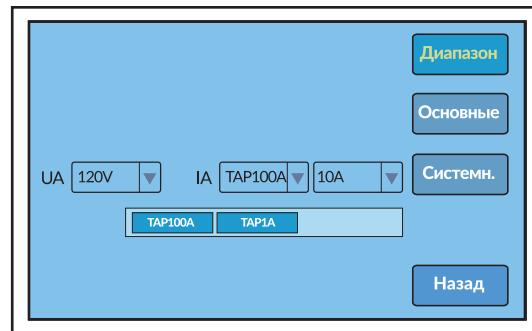 Диапазон
Основные
UA 120V IA TAP100A 10A Системн.
TAP100A TAP1A
Назад